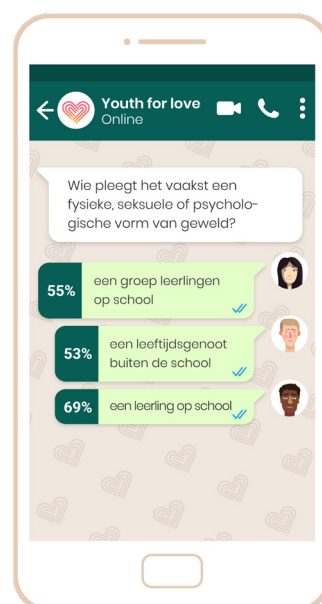 Youth for love
Online
Wie pleegt het vaakst een
fysieke, seksuele of psycholo-
gische vorm van geweld?
55%
een groep leerlingen
op school
53%
een leeftijdsgenoot
buiten de school
69%
een leerling op school